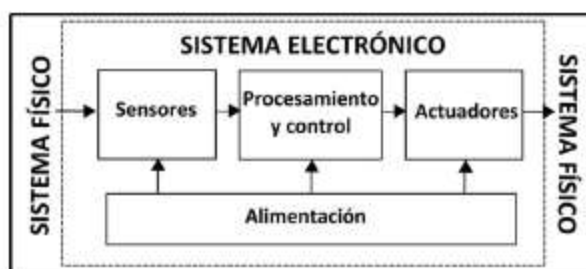 SISTEMA ELECTRÓNICO
SISTEMA FÍSICO
Sensores
Procesamiento
y control
Actuadores
SISTEMA FÍSICO
Alimentación